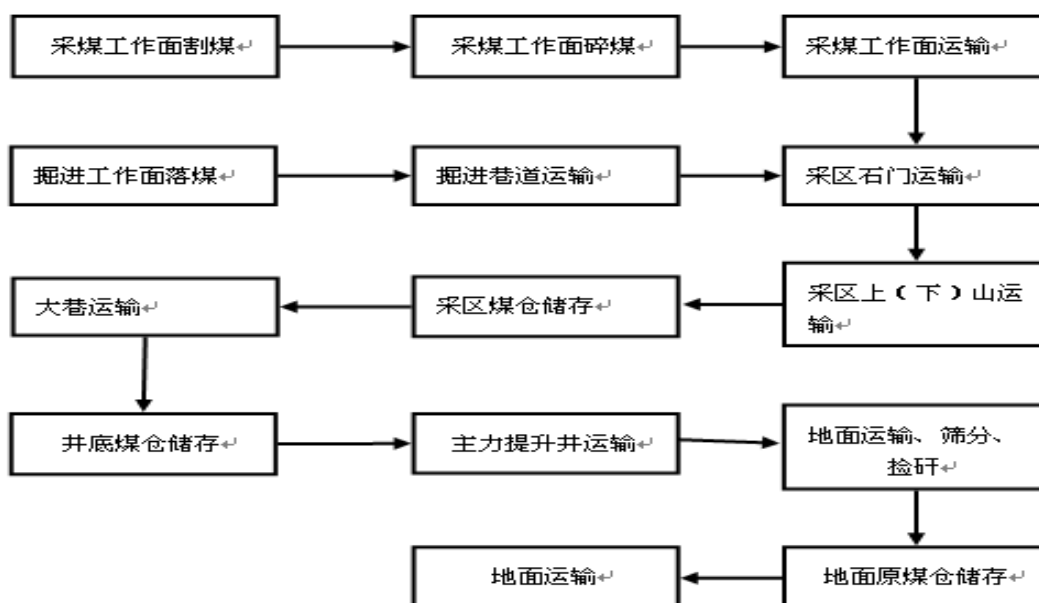 采煤工作面割煤↵
采煤工作面碎煤↵
采煤工作面运输↵
掘进工作面落煤↵
掘进巷道运输↵
采区石门运输↵
大巷运输↵
采区煤仓储存↵
采区上（下）山运
输↵
井底煤仓储存↵
主力提升井运输↵
地面运输、筛分、
捡矸↵
地面运输↵
地面原煤仓储存↵